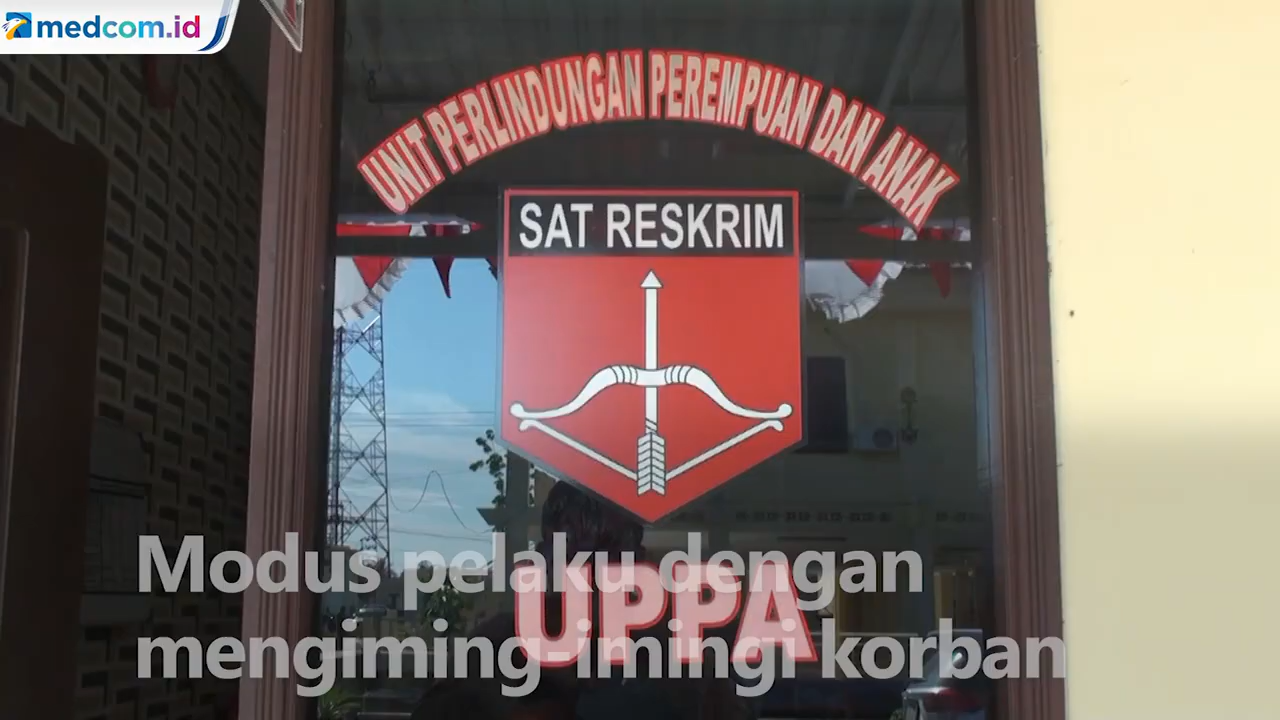 medcom.id
UNIT PERLINDUNGAN PEREMPUAN DAN ANAK
SAT RESKRIM
UPPA
Modus pelaku dengan
mengiming-imingi korban